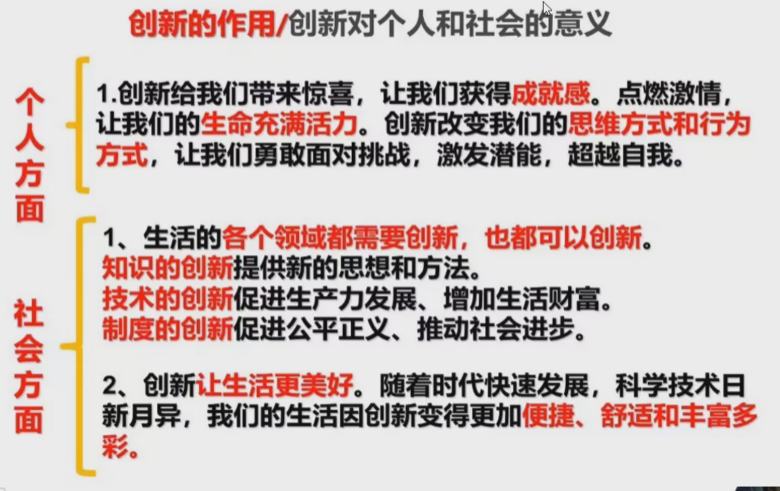 创新的作用/创新对个人和社会的意义
个人方面
1.创新给我们带来惊喜，让我们获得成就感。点燃激情，
让我们的生命充满活力。创新改变我们的思维方式和行为
方式，让我们勇敢面对挑战，激发潜能，超越自我。
社会方面
1、生活的各个领域都需要创新，也都可以创新。
知识的创新提供新的思想和方法。
技术的创新促进生产力发展、增加生活财富。
制度的创新促进公平正义、推动社会进步。
2、创新让生活更美好。随着时代快速发展，科学技术日
新月异，我们的生活因创新变得更加便捷、舒适和丰富多
彩。